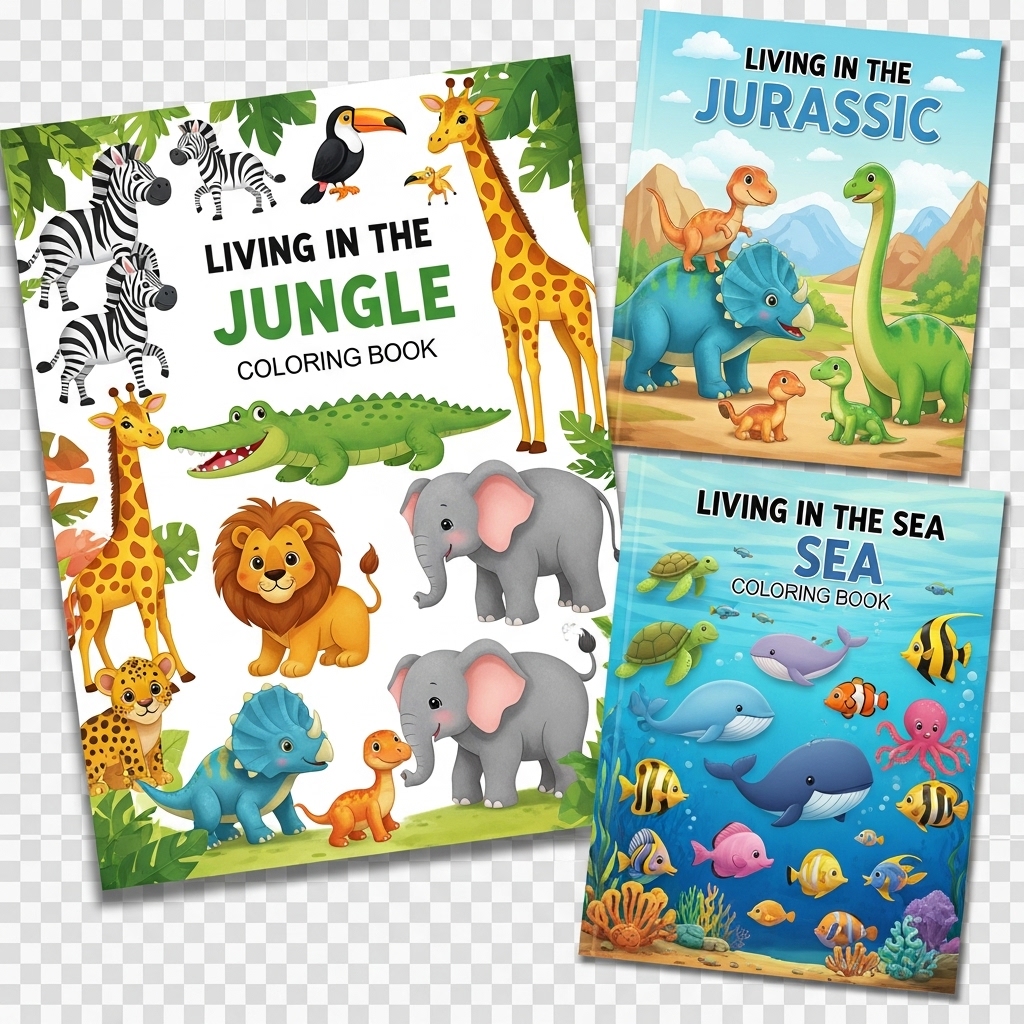 LIVING IN THE
JUNGLE
COLORING BOOK
LIVING IN THE
JURASSIC
LIVING IN THE SEA
SEA
COLORING BOOK